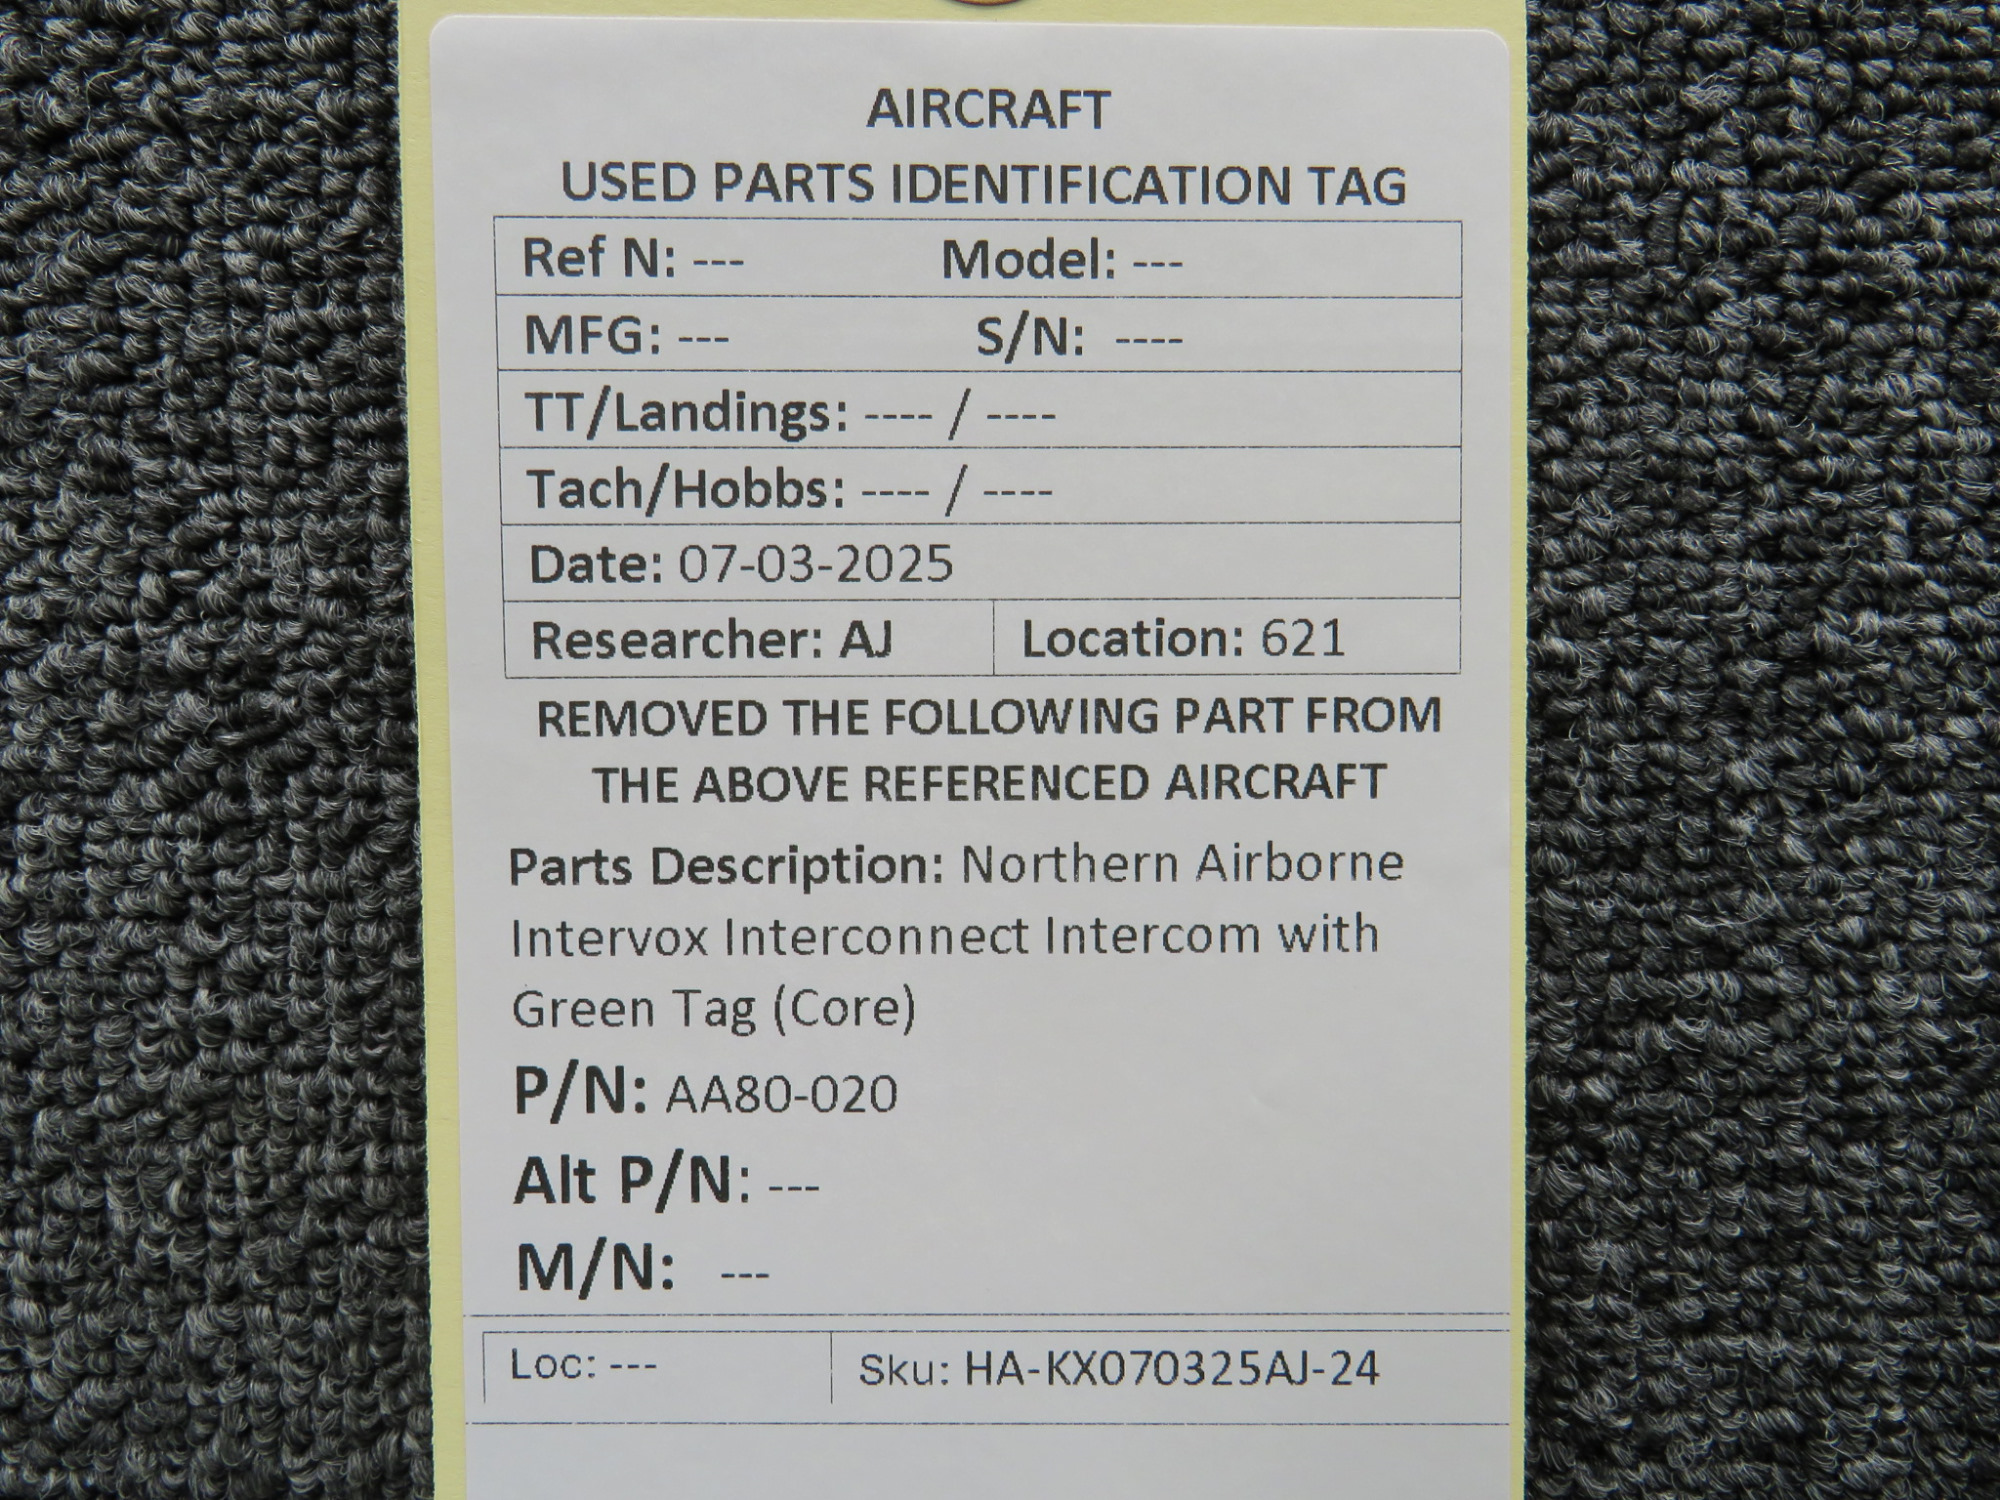 AIRCRAFT
USED PARTS IDENTIFICATION TAG
Ref N: --- Model: ---
MFG: --- S/N: ----
TT/Landings: ---- / ----
Tach/Hobbs: ---- / ----
Date: 07-03-2025
Researcher: AJ Location: 621
REMOVED THE FOLLOWING PART FROM
THE ABOVE REFERENCED AIRCRAFT
Parts Description: Northern Airborne
Intervox Interconnect Intercom with
Green Tag (Core)
P/N: AA80-020
Alt P/N: ---
M/N: ---
Loc: --- Sku: HA-KX070325AJ-24